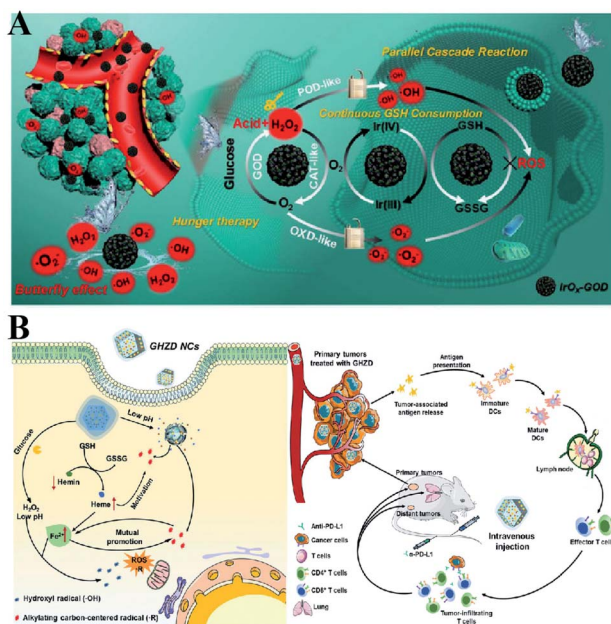 A
Parallel Cascade Reaction
POD-like
·OH
·OH
·OH
Continuous GSH Consumption
Acid+
H₂O₂
Glucose
GOD
CAT-like
O₂
O₂
Ir(IV)
Ir(III)
GSH
GSSG
ROS
Hunger therapy
OXD-like
·O₂⁻
·O₂⁻
·O₂⁻
H₂O₂
·O₂⁻
·OH
·O₂⁻
·OH
·OH
H₂O₂
Butterfly effect
IrOₓ-GOD
B
GHZD NCs
Low pH
Glucose
GSH
GSSG
Hemin
Heme
Motivation
H₂O₂
Low pH
Fe²⁺
Mutual
promotion
ROS
·R
Hydroxyl radical (·OH)
Alkylating carbon-centered radical (·R)
Primary tumors
treated with GHZD
Tumor-associated
antigen release
Antigen
presentation
Immature
DCs
Mature
DCs
Lymph node
Primary tumors
Distant tumors
α-PD-L1
Intravenous
injection
Effector T cells
Tumor-infiltrating
T cells
Anti-PD-L1
Cancer cells
T cells
CD4⁺ T cells
CD8⁺ T cells
Lung